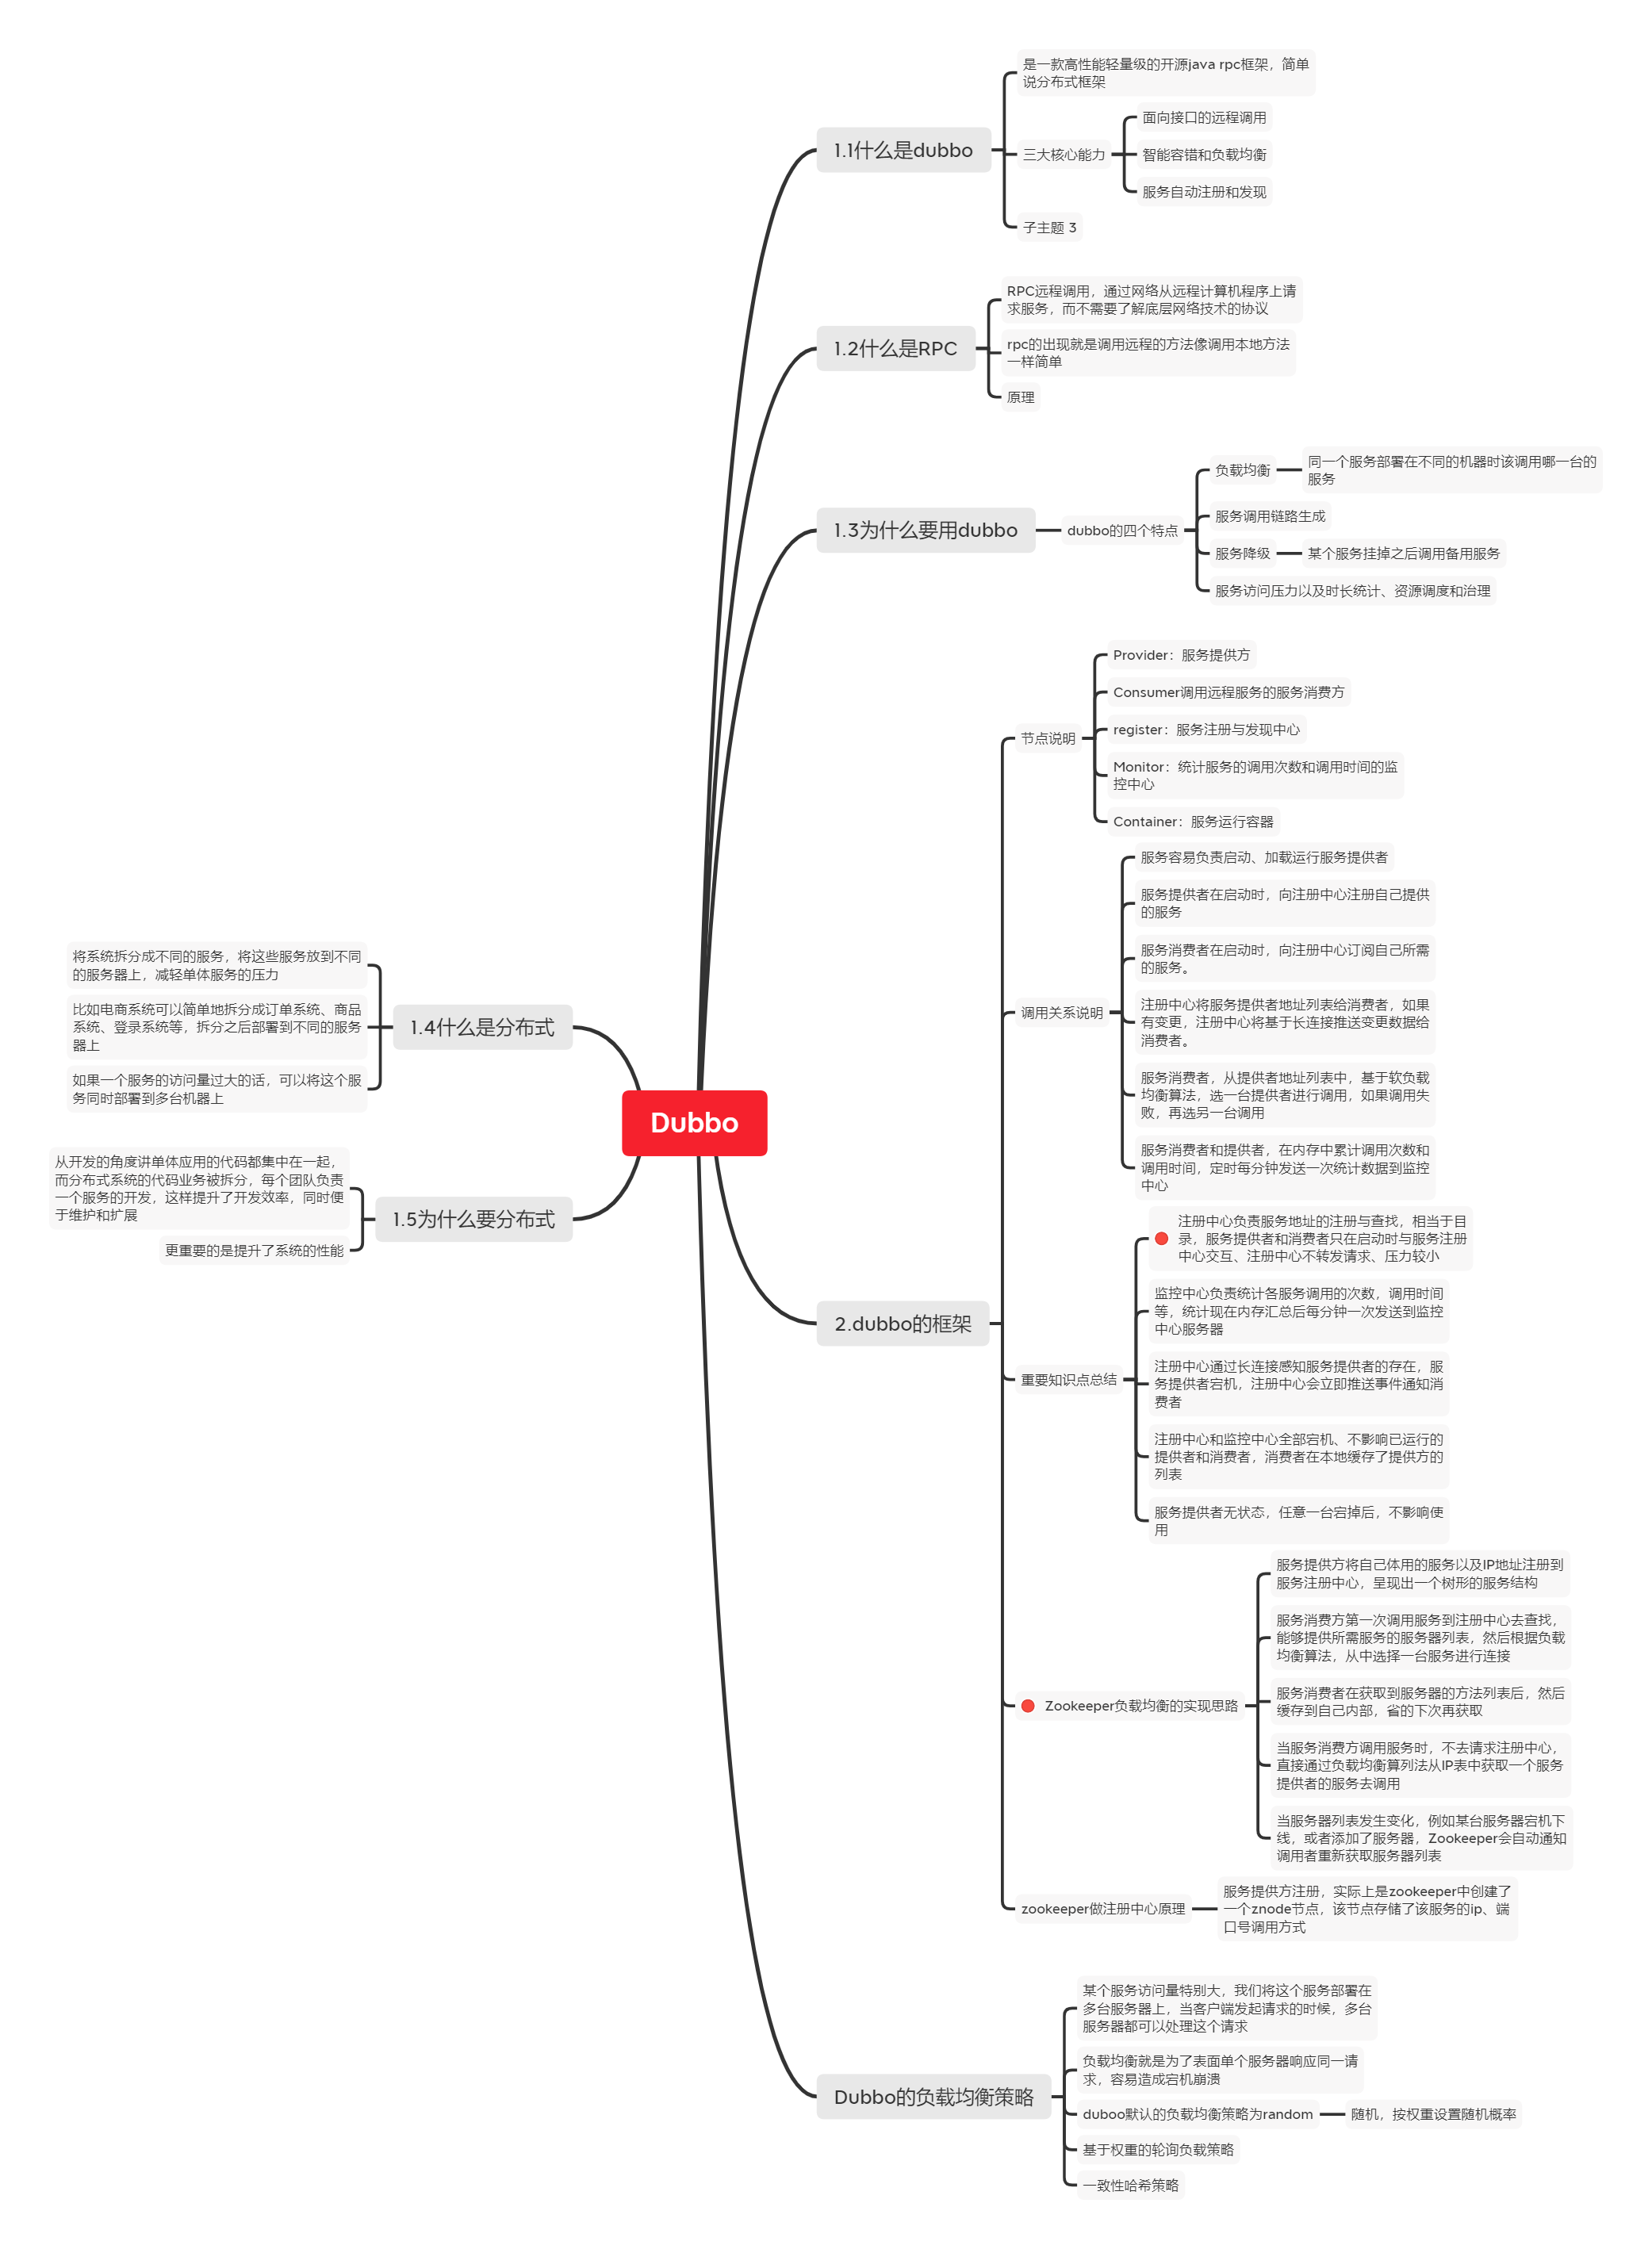 Dubbo
1.1什么是dubbo
是一款高性能轻量级的开源java rpc框架，简单
说分布式框架
三大核心能力
面向接口的远程调用
智能容错和负载均衡
服务自动注册和发现
子主题 3
1.2什么是RPC
RPC远程调用，通过网络从远程计算机程序上请
求服务，而不需要了解底层网络技术的协议
rpc的出现就是调用远程的方法像调用本地方法
一样简单
原理
1.3为什么要用dubbo
dubbo的四个特点
负载均衡
同一个服务部署在不同的机器时该调用哪一台的
服务
服务调用链路生成
服务降级
某个服务挂掉之后调用备用服务
服务访问压力以及时长统计、资源调度和治理
1.4什么是分布式
将系统拆分成不同的服务，将这些服务放到不同
的服务器上，减轻单体服务的压力
比如电商系统可以简单地拆分成订单系统、商品
系统、登录系统等，拆分之后部署到不同的服务
器上
如果一个服务的访问量过大的话，可以将这个服
务同时部署到多台机器上
1.5为什么要分布式
从开发的角度讲单体应用的代码都集中在一起，
而分布式系统的代码业务被拆分，每个团队负责
一个服务的开发，这样提升了开发效率，同时便
于维护和扩展
更重要的是提升了系统的性能
2.dubbo的框架
节点说明
Provider：服务提供方
Consumer调用远程服务的服务消费方
register：服务注册与发现中心
Monitor：统计服务的调用次数和调用时间的监
控中心
Container：服务运行容器
调用关系说明
服务容易负责启动、加载运行服务提供者
服务提供者在启动时，向注册中心注册自己提供
的服务
服务消费者在启动时，向注册中心订阅自己所需
的服务。
注册中心将服务提供者地址列表给消费者，如果
有变更，注册中心将基于长连接推送变更数据给
消费者。
服务消费者，从提供者地址列表中，基于软负载
均衡算法，选一台提供者进行调用，如果调用失
败，再选另一台调用
服务消费者和提供者，在内存中累计调用次数和
调用时间，定时每分钟发送一次统计数据到监控
中心
重要知识点总结
注册中心负责服务地址的注册与查找，相当于目
录，服务提供者和消费者只在启动时与服务注册
中心交互、注册中心不转发请求、压力较小
监控中心负责统计各服务调用的次数，调用时间
等，统计现在内存汇总后每分钟一次发送到监控
中心服务器
注册中心通过长连接感知服务提供者的存在，服
务提供者宕机，注册中心会立即推送事件通知消
费者
注册中心和监控中心全部宕机、不影响已运行的
提供者和消费者，消费者在本地缓存了提供方的
列表
服务提供者无状态，任意一台宕掉后，不影响使
用
Zookeeper负载均衡的实现思路
服务提供方将自己体用的服务以及IP地址注册到
服务注册中心，呈现出一个树形的服务结构
服务消费方第一次调用服务到注册中心去查找，
能够提供所需服务的服务器列表，然后根据负载
均衡算法，从中选择一台服务进行连接
服务消费者在获取到服务器的方法列表后，然后
缓存到自己内部，省的下次再获取
当服务消费方调用服务时，不去请求注册中心，
直接通过负载均衡算列法从IP表中获取一个服务
提供者的服务去调用
当服务器列表发生变化，例如某台服务器宕机下
线，或者添加了服务器，Zookeeper会自动通知
调用者重新获取服务器列表
zookeeper做注册中心原理
服务提供方注册，实际上是zookeeper中创建了
一个znode节点，该节点存储了该服务的ip、端
口号调用方式
Dubbo的负载均衡策略
某个服务访问量特别大，我们将这个服务部署在
多台服务器上，当客户端发起请求的时候，多台
服务器都可以处理这个请求
负载均衡就是为了表面单个服务器响应同一请
求，容易造成宕机崩溃
duboo默认的负载均衡策略为random
随机，按权重设置随机概率
基于权重的轮询负载策略
一致性哈希策略